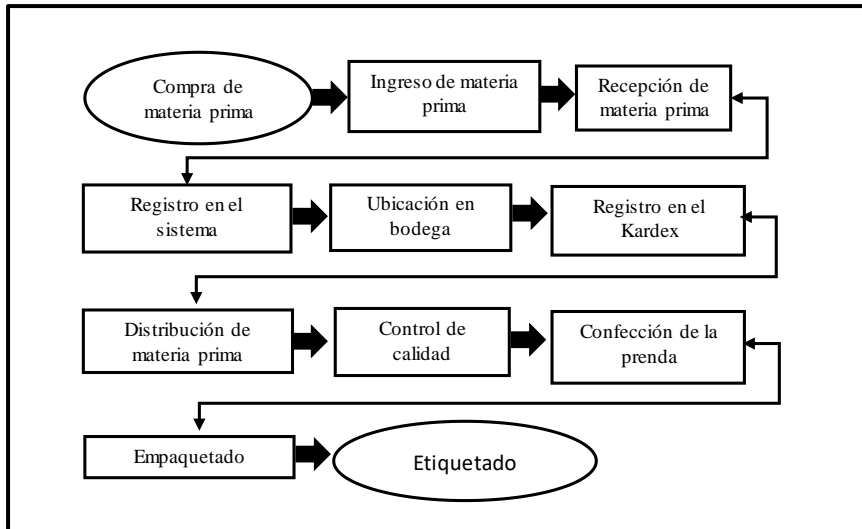 Compra de
materia prima
Ingreso de materia
prima
Recepción de
materia prima
Registro en el
sistema
Ubicación en
bodega
Registro en el
Kardex
Distribución de
materia prima
Control de
calidad
Confección de la
prenda
Empaquetado
Etiquetado